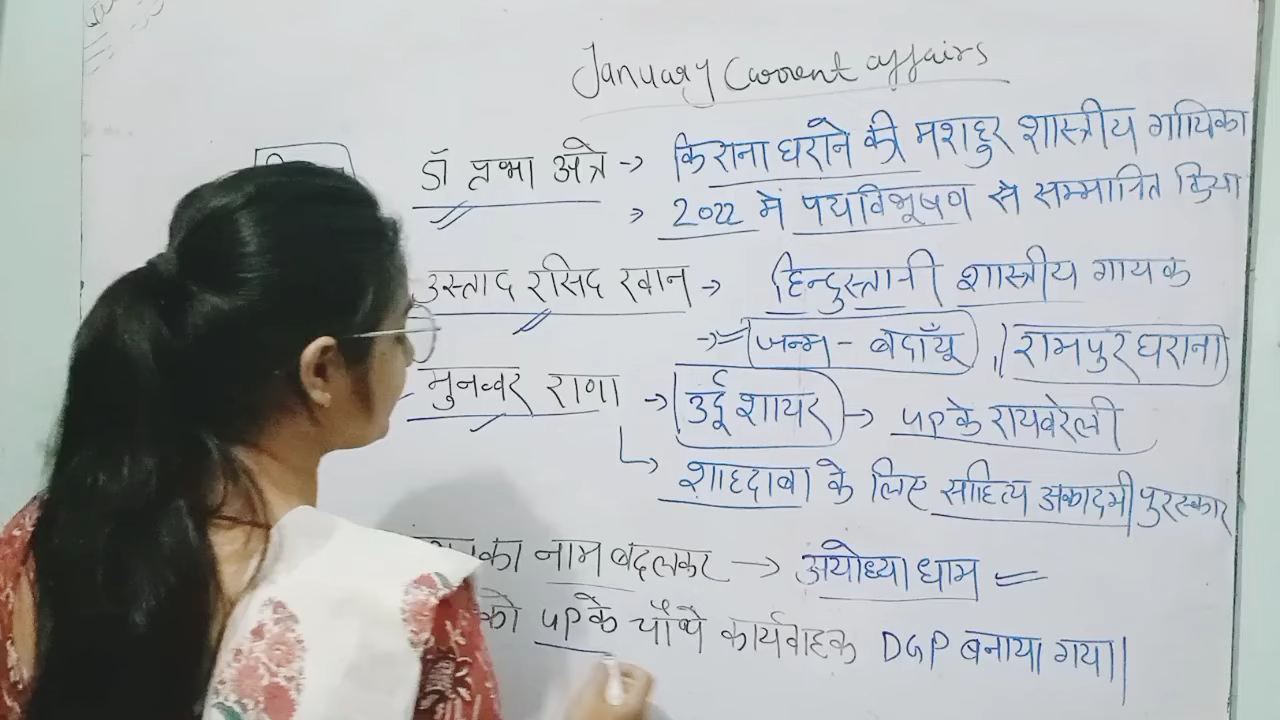 January Current affairs
डॉ प्रभा अत्रे → किराना घराने की मशहुर शास्त्रीय गायिका
→ 2022 में पद्मविभूषण से सम्मानित किया
उस्ताद रसिद खान → हिन्दुस्तानी शास्त्रीय गायक
→ = जन्म - बदायूँ, रामपुर घराना
मुनव्वर राणा → उर्दू शायर → UP के रायबरेली
→ शाहदाबा के लिए साहित्य अकादमी पुरस्कार
का नाम बदलकर → अयोध्या धाम =
को UP के चौथे कार्यवाहक DGP बनाया गया।